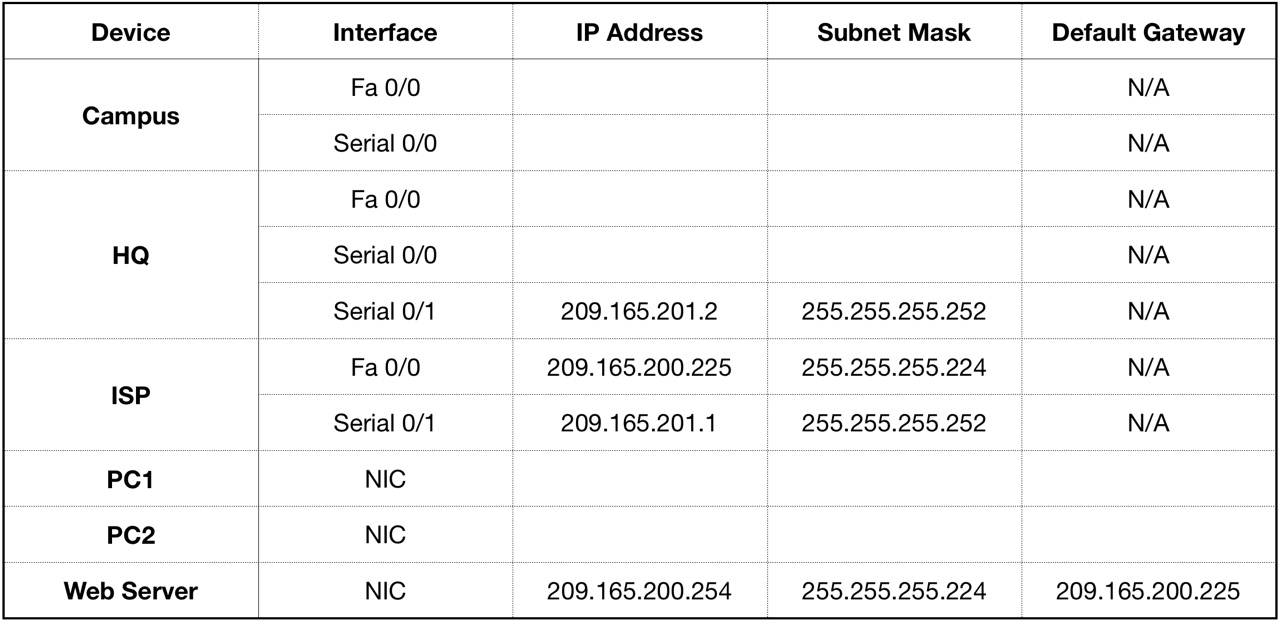 Device Interface IP Address Subnet Mask Default Gateway
Campus
Fa 0/0 N/A
Serial 0/0 N/A
HQ
Fa 0/0 N/A
Serial 0/0 N/A
Serial 0/1 209.165.201.2 255.255.255.252 N/A
ISP
Fa 0/0 209.165.200.225 255.255.255.224 N/A
Serial 0/1 209.165.201.1 255.255.255.252 N/A
PC1 NIC
PC2 NIC
Web Server NIC 209.165.200.254 255.255.255.224 209.165.200.225